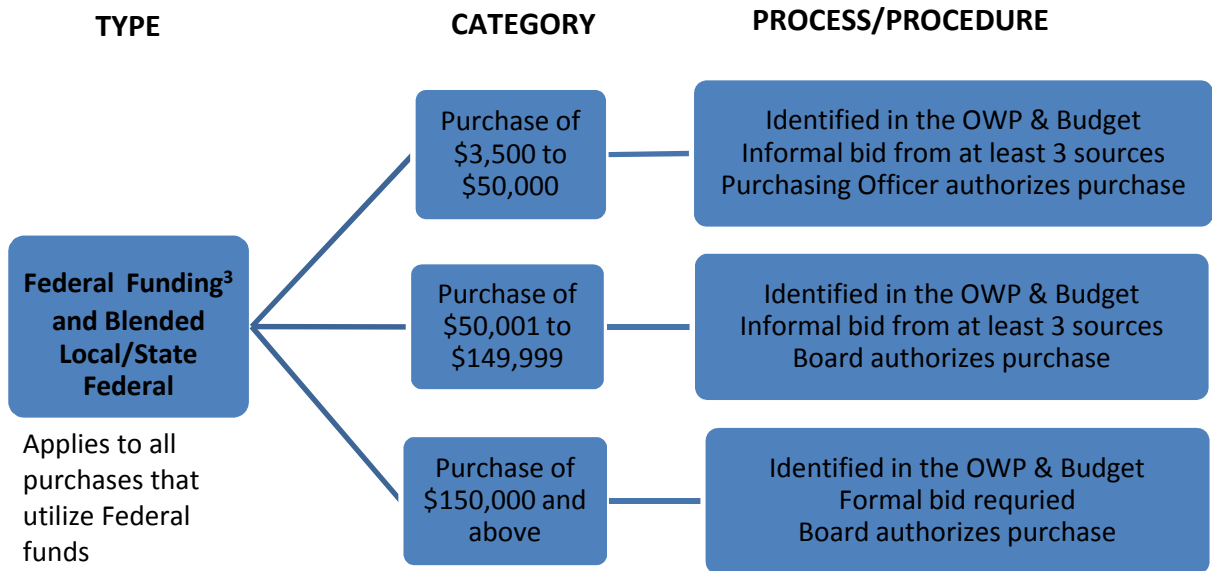 TYPE
CATEGORY
PROCESS/PROCEDURE
Purchase of
$3,500 to
$50,000
Identified in the OWP & Budget
Informal bid from at least 3 sources
Purchasing Officer authorizes purchase
Federal Funding³
and Blended
Local/State
Federal
Applies to all
purchases that
utilize Federal
funds
Purchase of
$50,001 to
$149,999
Identified in the OWP & Budget
Informal bid from at least 3 sources
Board authorizes purchase
Purchase of
$150,000 and
above
Identified in the OWP & Budget
Formal bid requried
Board authorizes purchase